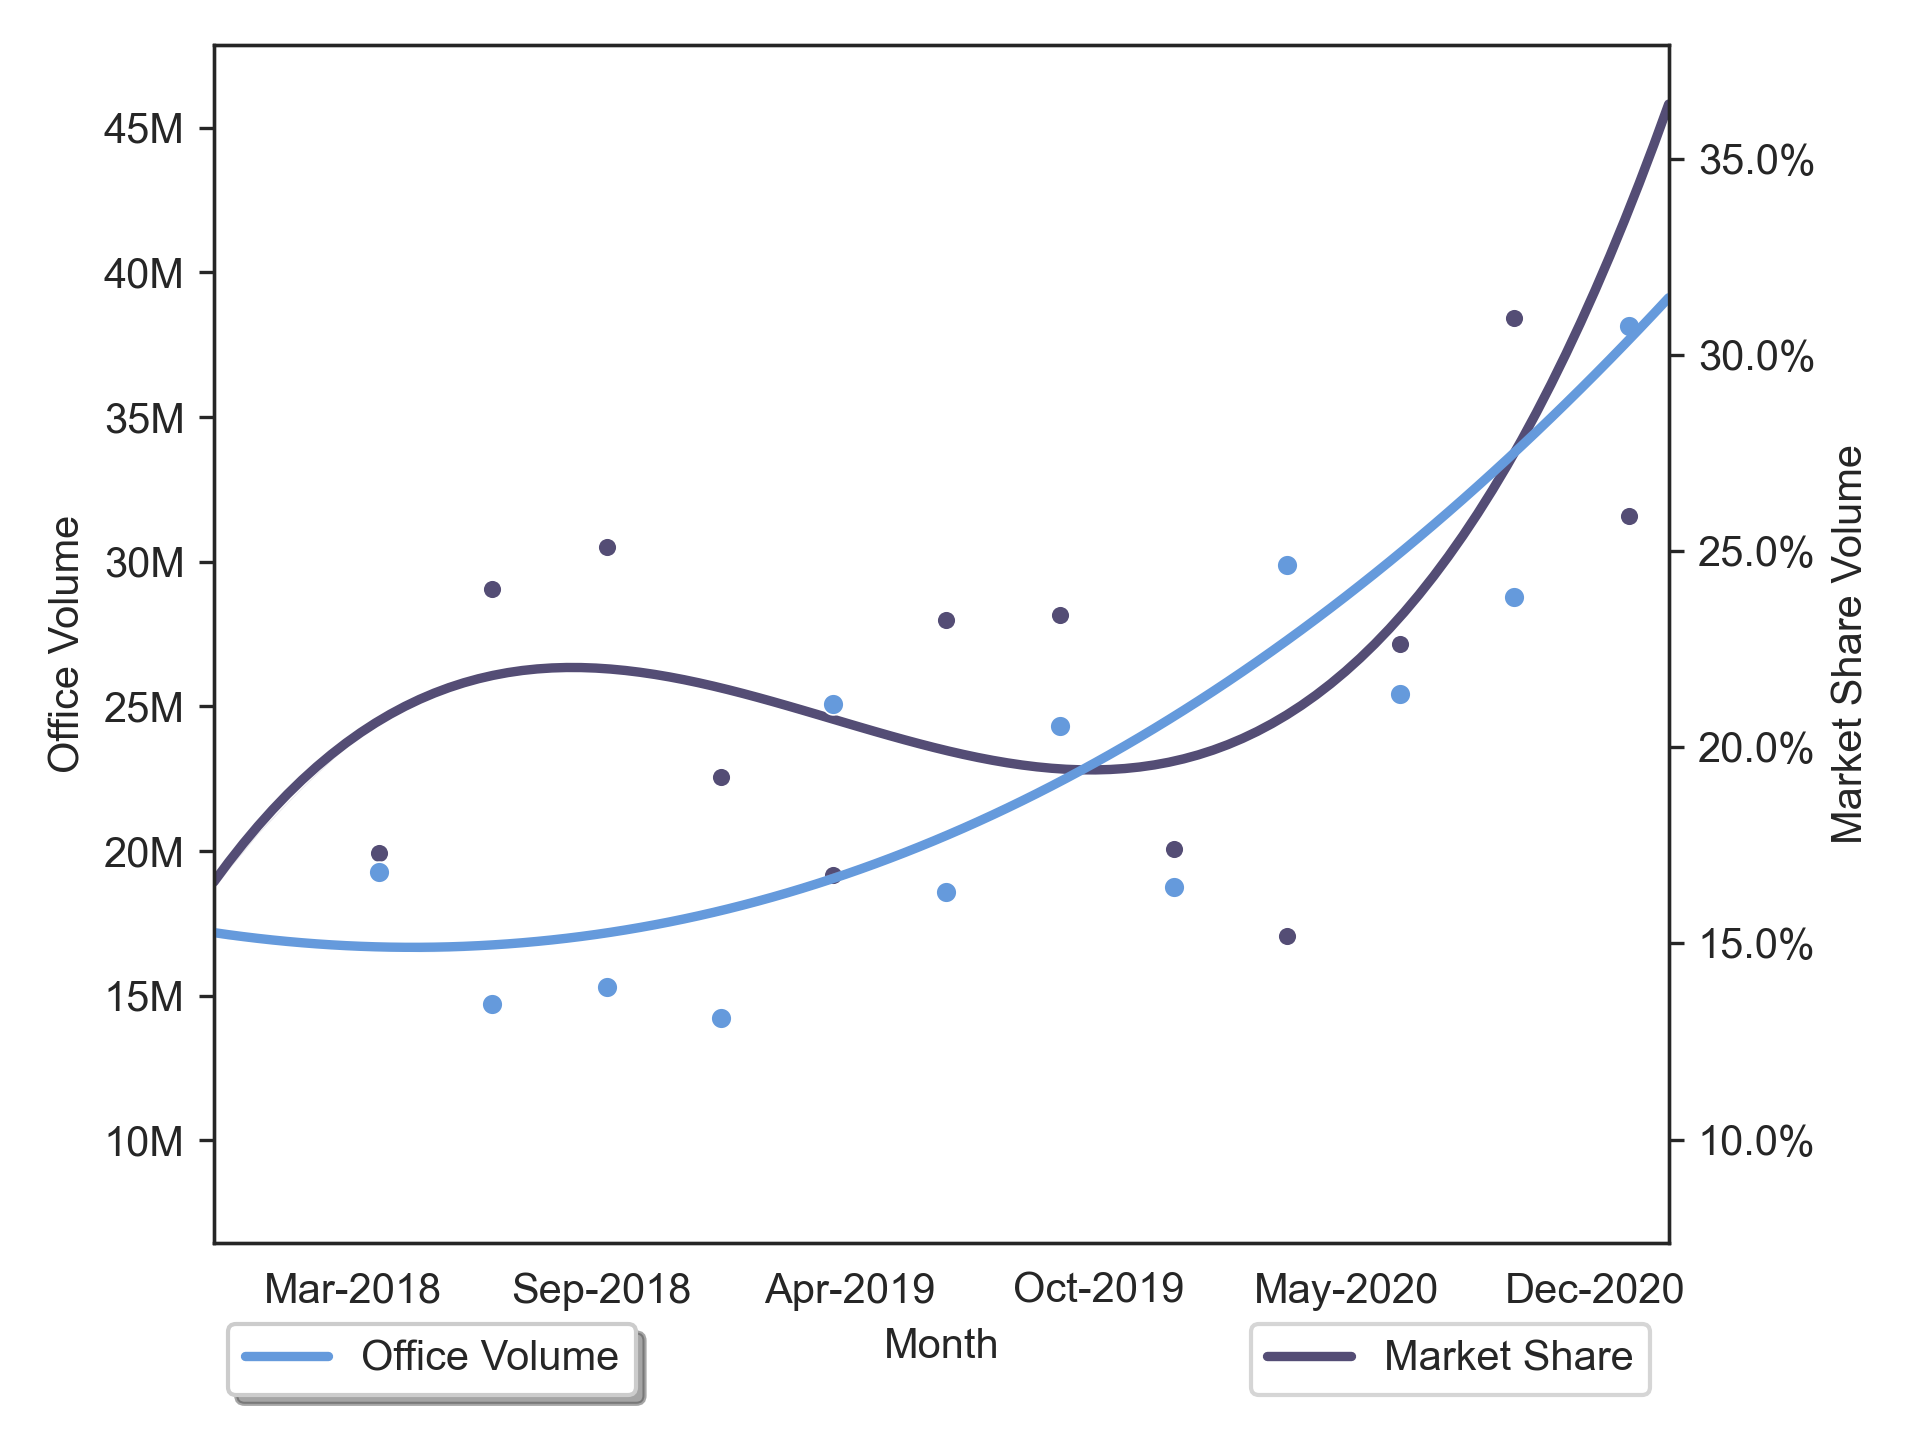 45M
40M
35M
30M
25M
20M
15M
10M
Office Volume
35.0%
30.0%
25.0%
20.0%
15.0%
10.0%
Market Share Volume
Mar-2018 Sep-2018 Apr-2019 Oct-2019 May-2020 Dec-2020
Month
Office Volume
Market Share